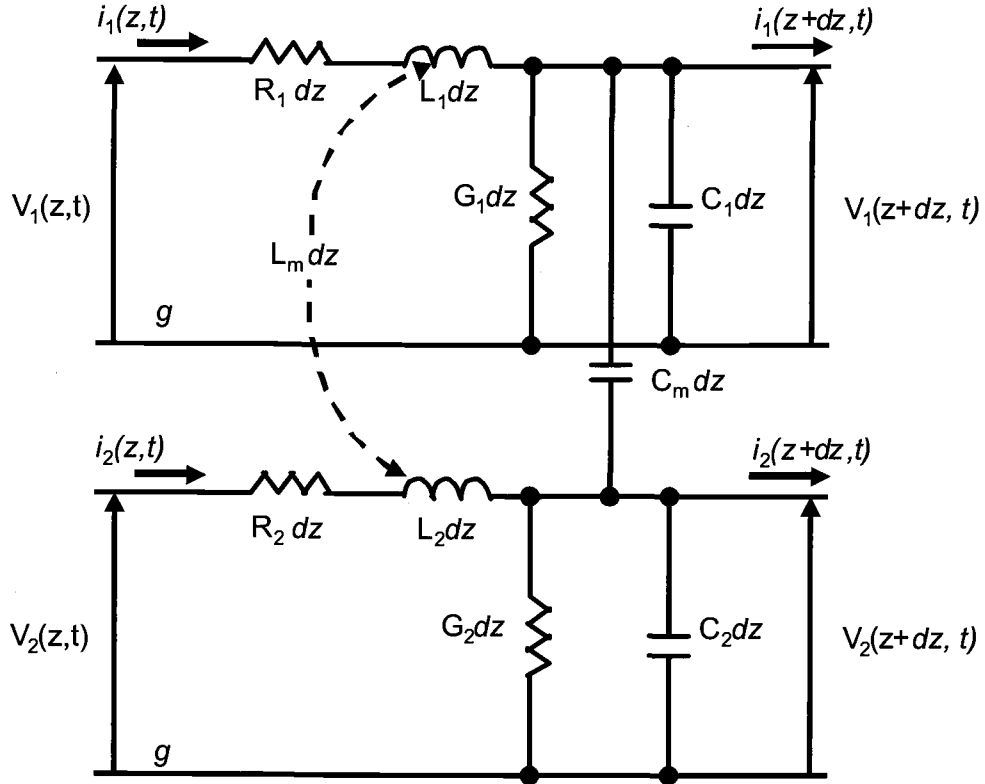 i₁(z,t)
i₁(z+dz,t)
R₁ dz
L₁dz
V₁(z,t)
G₁dz
C₁dz
V₁(z+dz, t)
Lₘ dz
g
Cₘ dz
i₂(z,t)
i₂(z+dz,t)
R₂ dz
L₂dz
V₂(z,t)
G₂dz
C₂dz
V₂(z+dz, t)
g